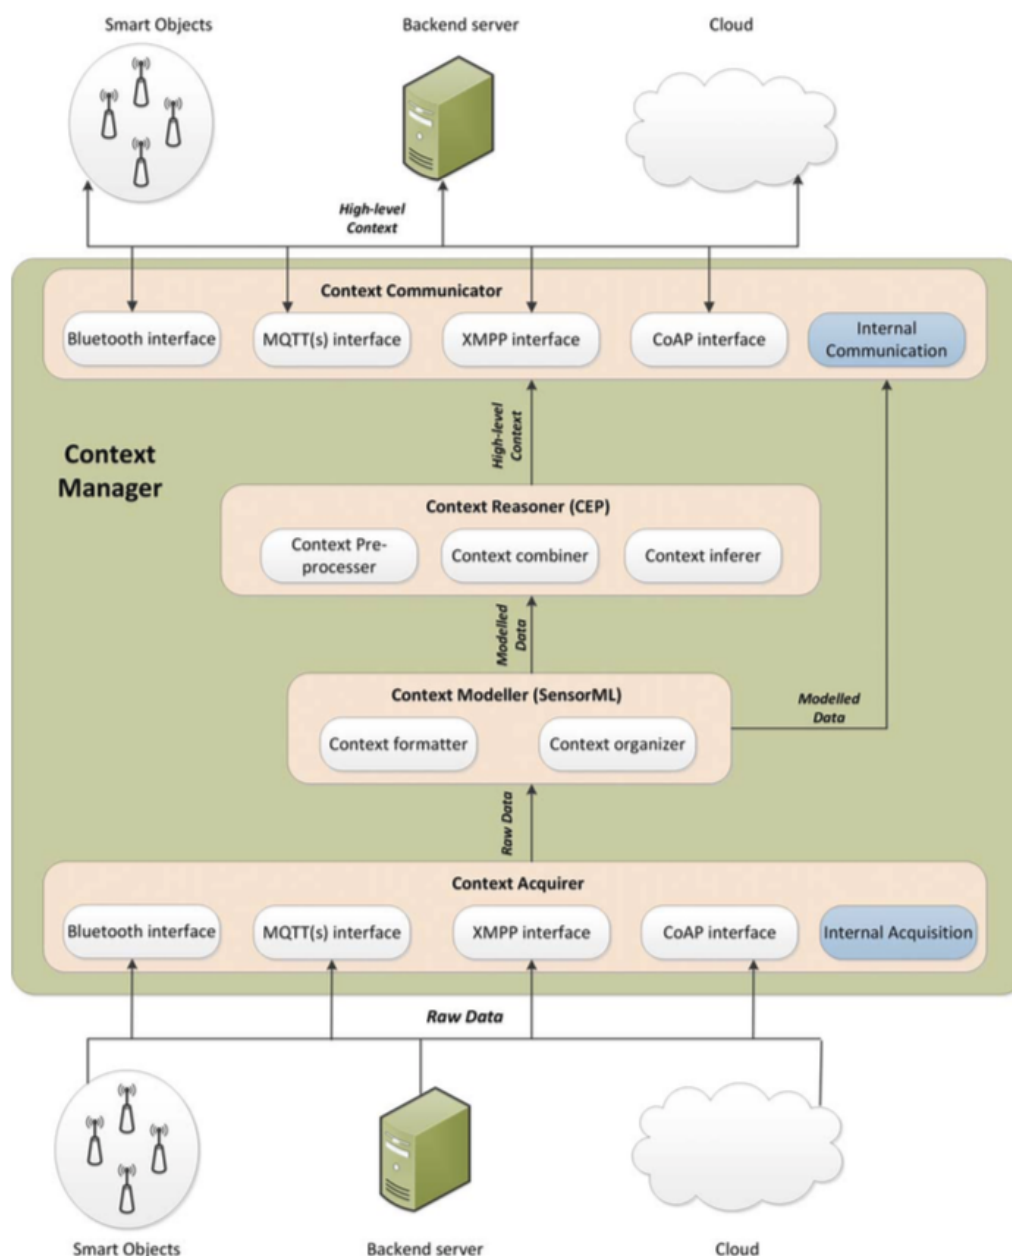 Smart Objects
Backend server
Cloud
High-level
Context
Context Communicator
Bluetooth interface
MQTT(s) interface
XMPP interface
CoAP interface
Internal
Communication
Context
Manager
High-level
Context
Context Reasoner (CEP)
Context Pre-
processer
Context combiner
Context inferer
Modelled
Data
Context Modeller (SensorML)
Context formatter
Context organizer
Modelled
Data
Raw Data
Context Acquirer
Bluetooth interface
MQTT(s) interface
XMPP interface
CoAP interface
Internal Acquisition
Raw Data
Smart Objects
Backend server
Cloud